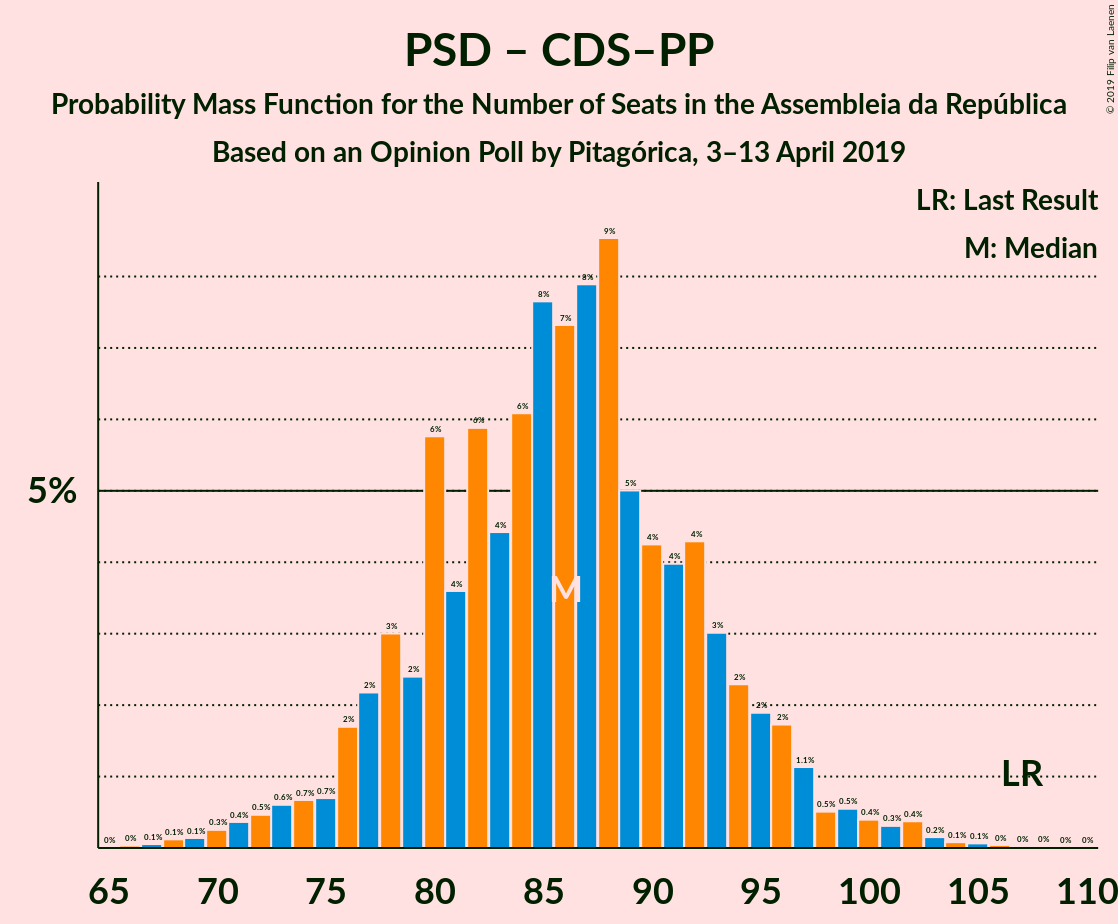 PSD – CDS–PP
Probability Mass Function for the Number of Seats in the Assembleia da República
Based on an Opinion Poll by Pitagórica, 3–13 April 2019
© 2019 Filip van Laenen
LR: Last Result
M: Median
5%
0% 0% 0.1% 0.1% 0.1% 0.3% 0.4% 0.5% 0.6% 0.7% 0.7% 2% 2% 3% 2% 6% 4% 6% 4% 6% 8% 7% 8% 9% 5% 4% 4% 4% 3% 2% 2% 2% 1.1% 0.5% 0.5% 0.4% 0.3% 0.4% 0.2% 0.1% 0.1% 0% 0% 0% 0% 0%
M
LR
65 70 75 80 85 90 95 100 105 110